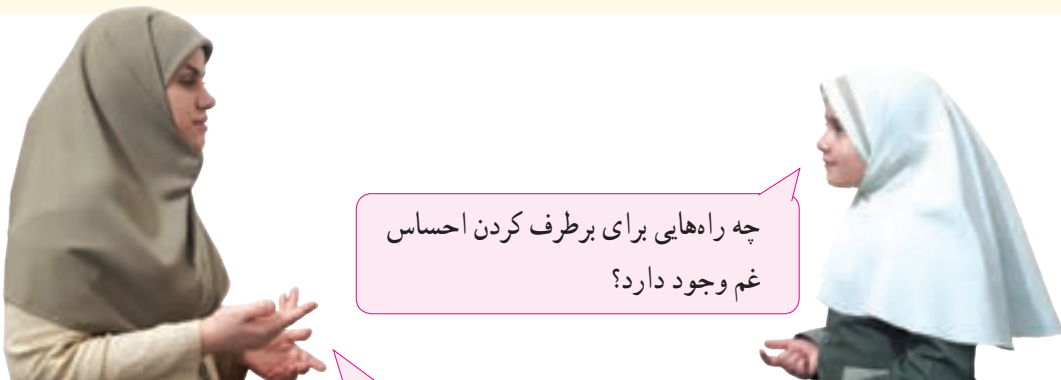 چه راه‌هایی برای برطرف کردن احساس
غم وجود دارد؟